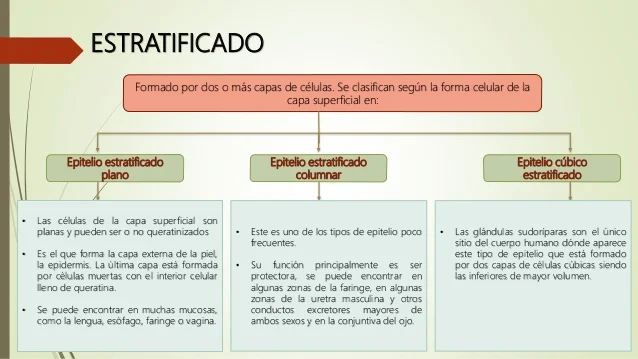 ESTRATIFICADO
Formado por dos o más capas de células. Se clasifican según la forma celular de la
capa superficial en:
Epitelio estratificado
plano
Epitelio estratificado
columnar
Epitelio cúbico
estratificado
• Las células de la capa superficial son
planas y pueden ser o no queratinizados
• Es el que forma la capa externa de la piel,
la epidermis. La última capa está formada
por células muertas con el interior celular
lleno de queratina.
• Se puede encontrar en muchas mucosas,
como la lengua, esófago, faringe o vagina.
• Este es uno de los tipos de epitelio poco
frecuentes.
• Su función principalmente es ser
protectora, se puede encontrar en
algunas zonas de la faringe, en algunas
zonas de la uretra masculina y otros
conductos excretores mayores de
ambos sexos y en la conjuntiva del ojo.
• Las glándulas sudoríparas son el único
sitio del cuerpo humano dónde aparece
este tipo de epitelio que está formado
por dos capas de células cúbicas siendo
las inferiores de mayor volumen.